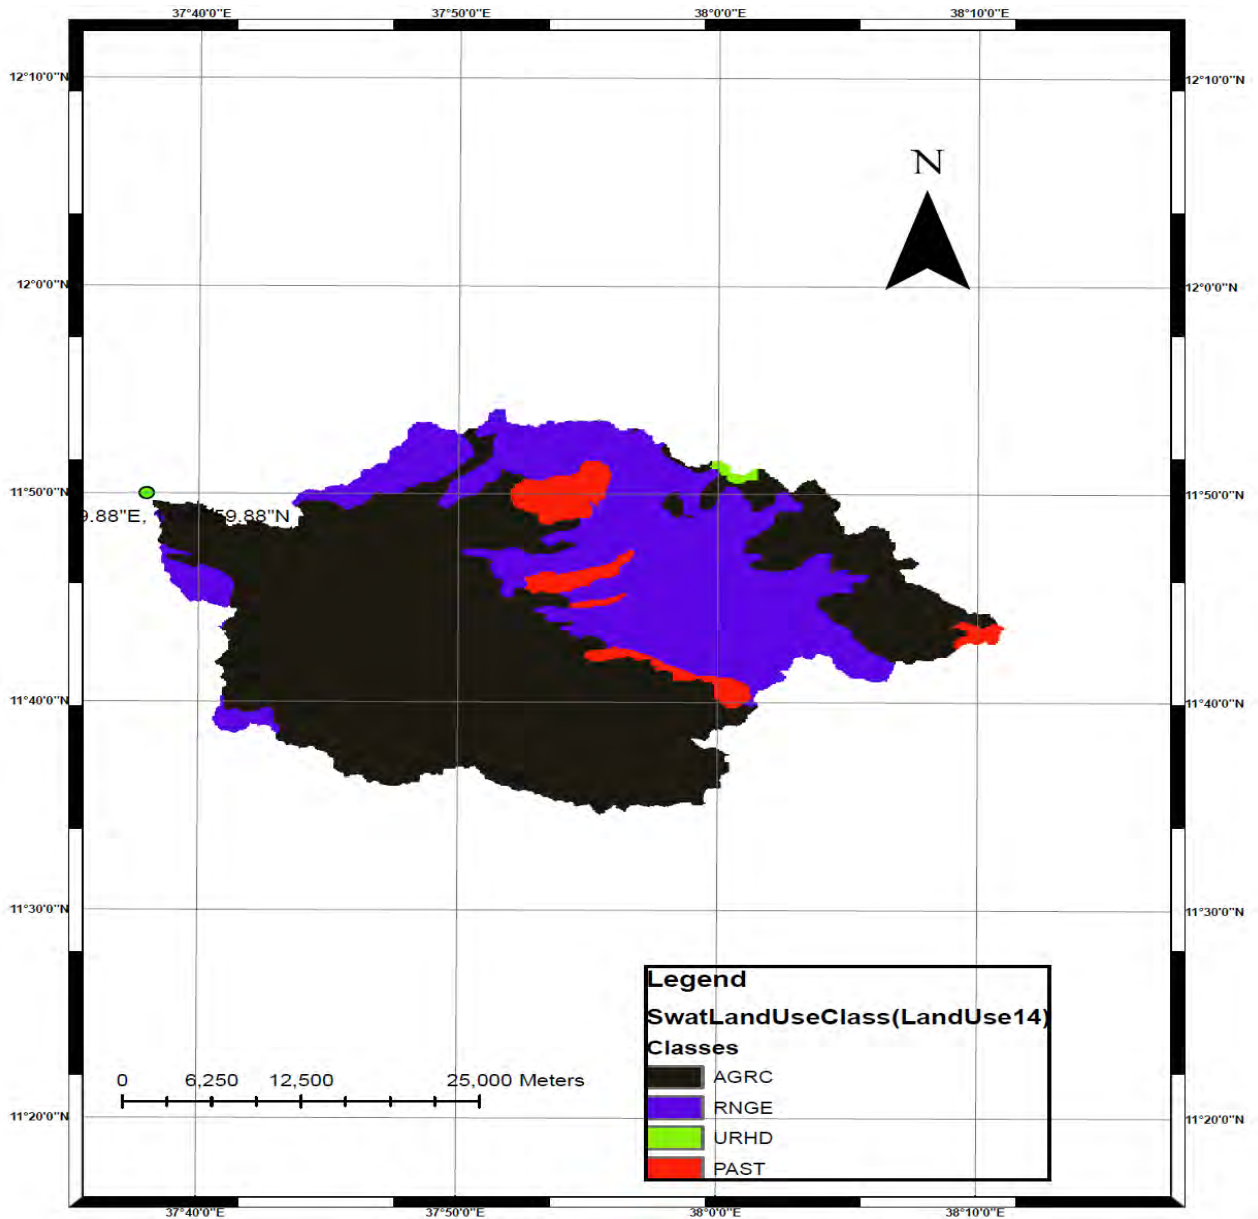 37°40'0"E 37°50'0"E 38°0'0"E 38°10'0"E
12°10'0"N 12°10'0"N
N
12°0'0"N 12°0'0"N
11°50'0"N 11°50'0"N
9.88"E, 59.88"N
11°40'0"N 11°40'0"N
11°30'0"N 11°30'0"N
Legend
SwatLandUseClass(LandUse14)
Classes
AGRC
RNGE
URHD
PAST
0 6,250 12,500 25,000 Meters
11°20'0"N 11°20'0"N
37°40'0"E 37°50'0"E 38°0'0"E 38°10'0"E